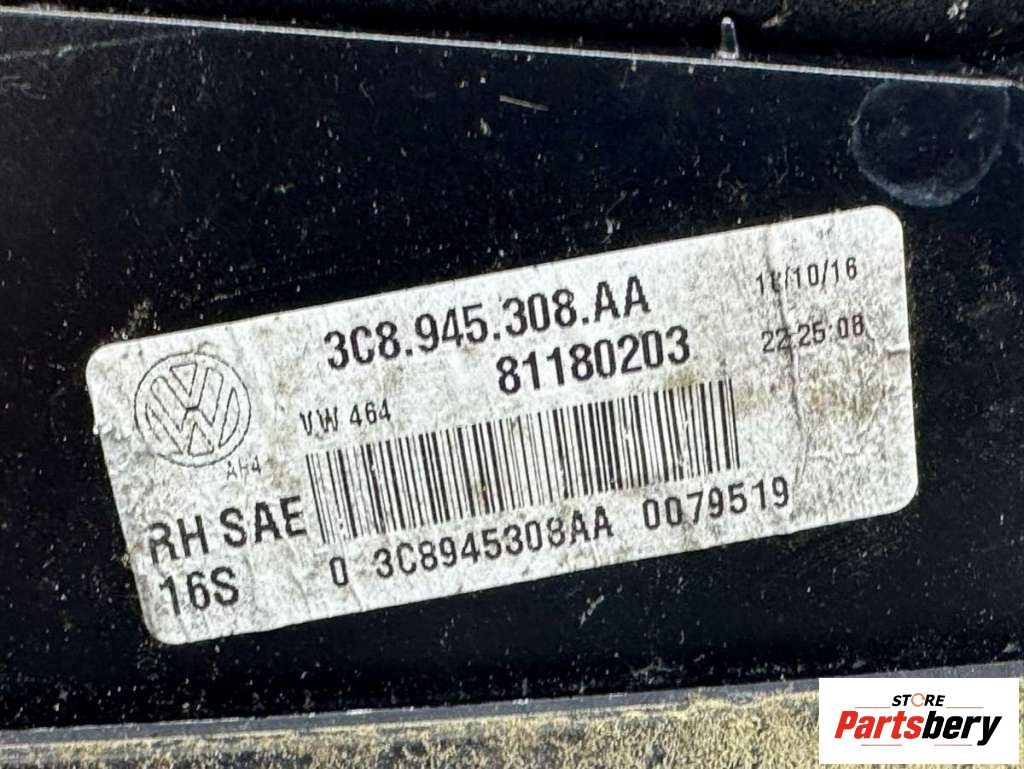 3C8.945.308.AA
81180203
11/10/16
22:25:08
VW 464
RH SAE
16S
0 3C8945308AA 0079519
STORE
Partsbery